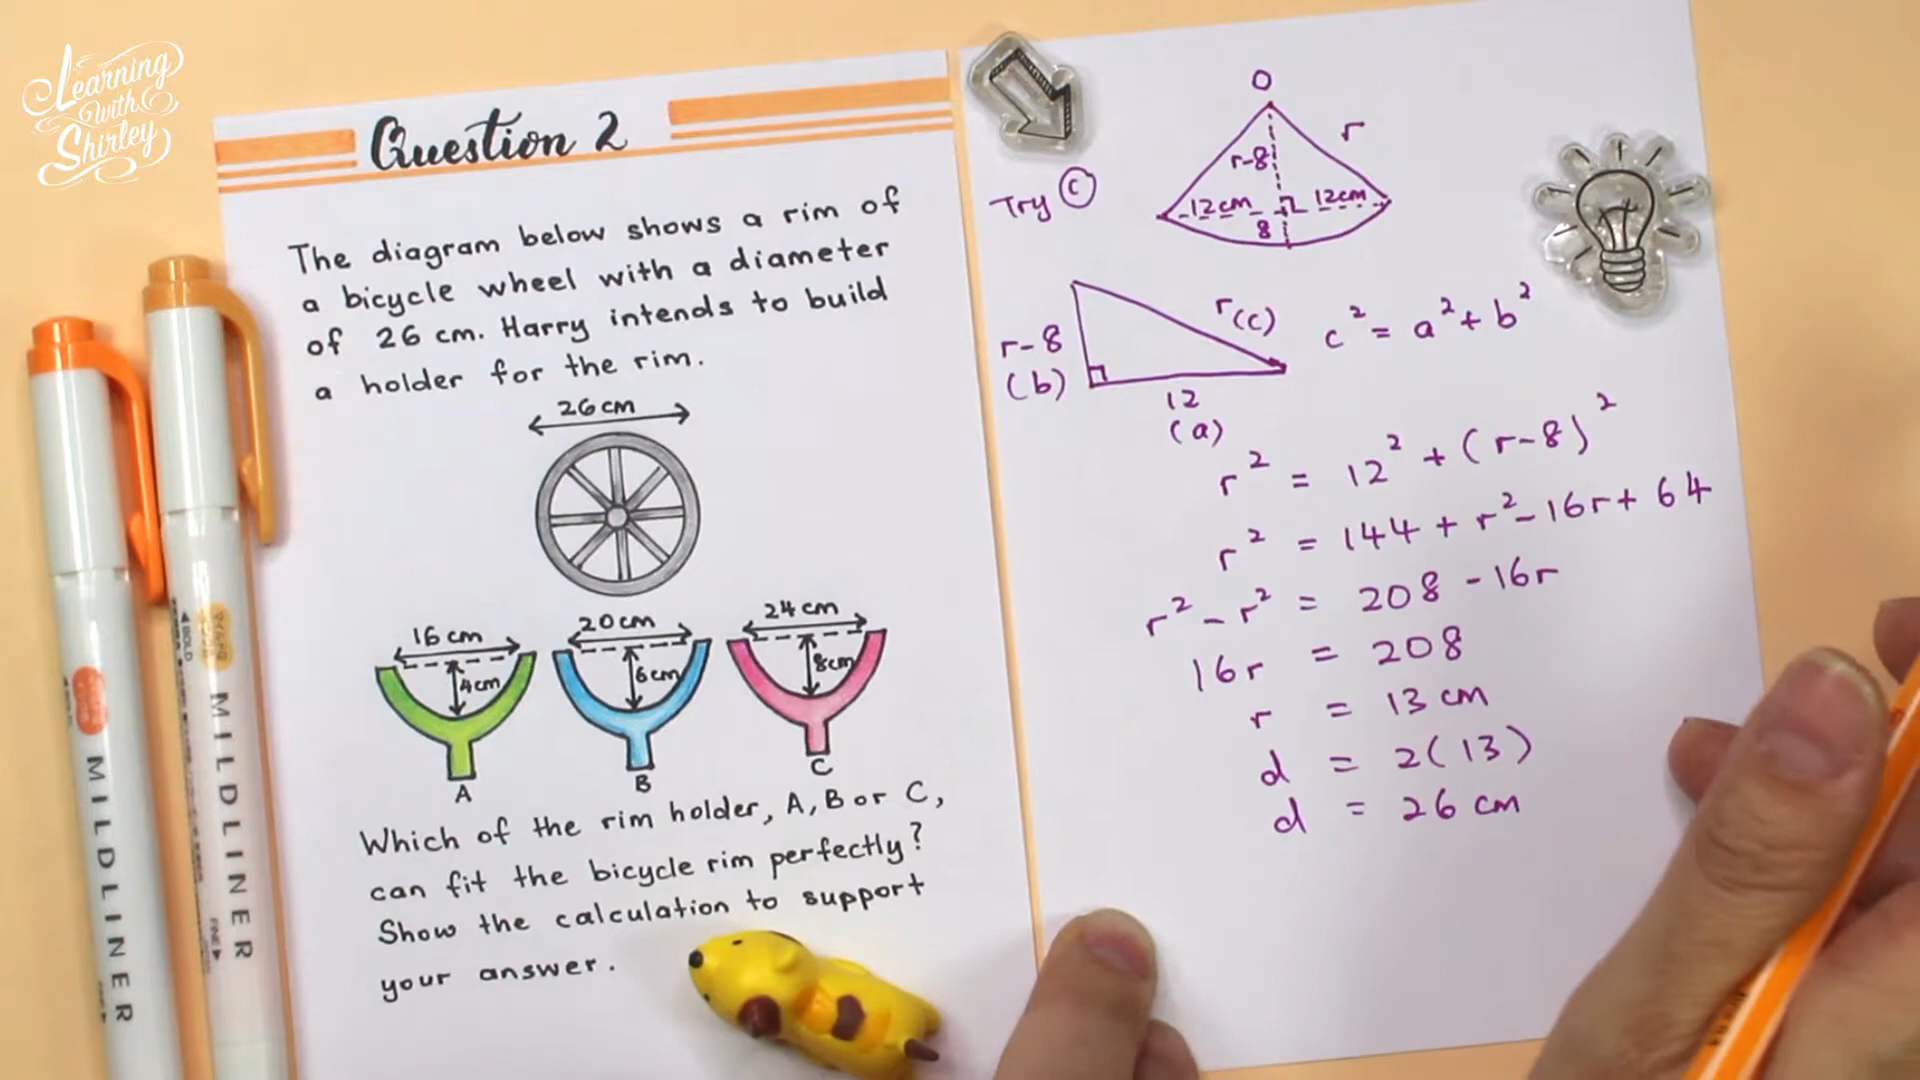 Learning
with
Shirley
Question 2
The diagram below shows a rim of
a bicycle wheel with a diameter
of 26 cm. Harry intends to build
a holder for the rim.
26 cm
16 cm
4cm
A
20cm
6cm
B
24 cm
8cm
C
Which of the rim holder, A, B or C,
can fit the bicycle rim perfectly?
Show the calculation to support
your answer.
Try C
O
r
r-8
12cm
12cm
8
r-8
(b)
r(c)
12
(a)
c² = a² + b²
r² = 12² + (r-8)²
r² = 144 + r² - 16r + 64
r² - r² = 208 - 16r
16r = 208
r = 13 cm
d = 2(13)
d = 26 cm
MILDLINER
MILDLINER